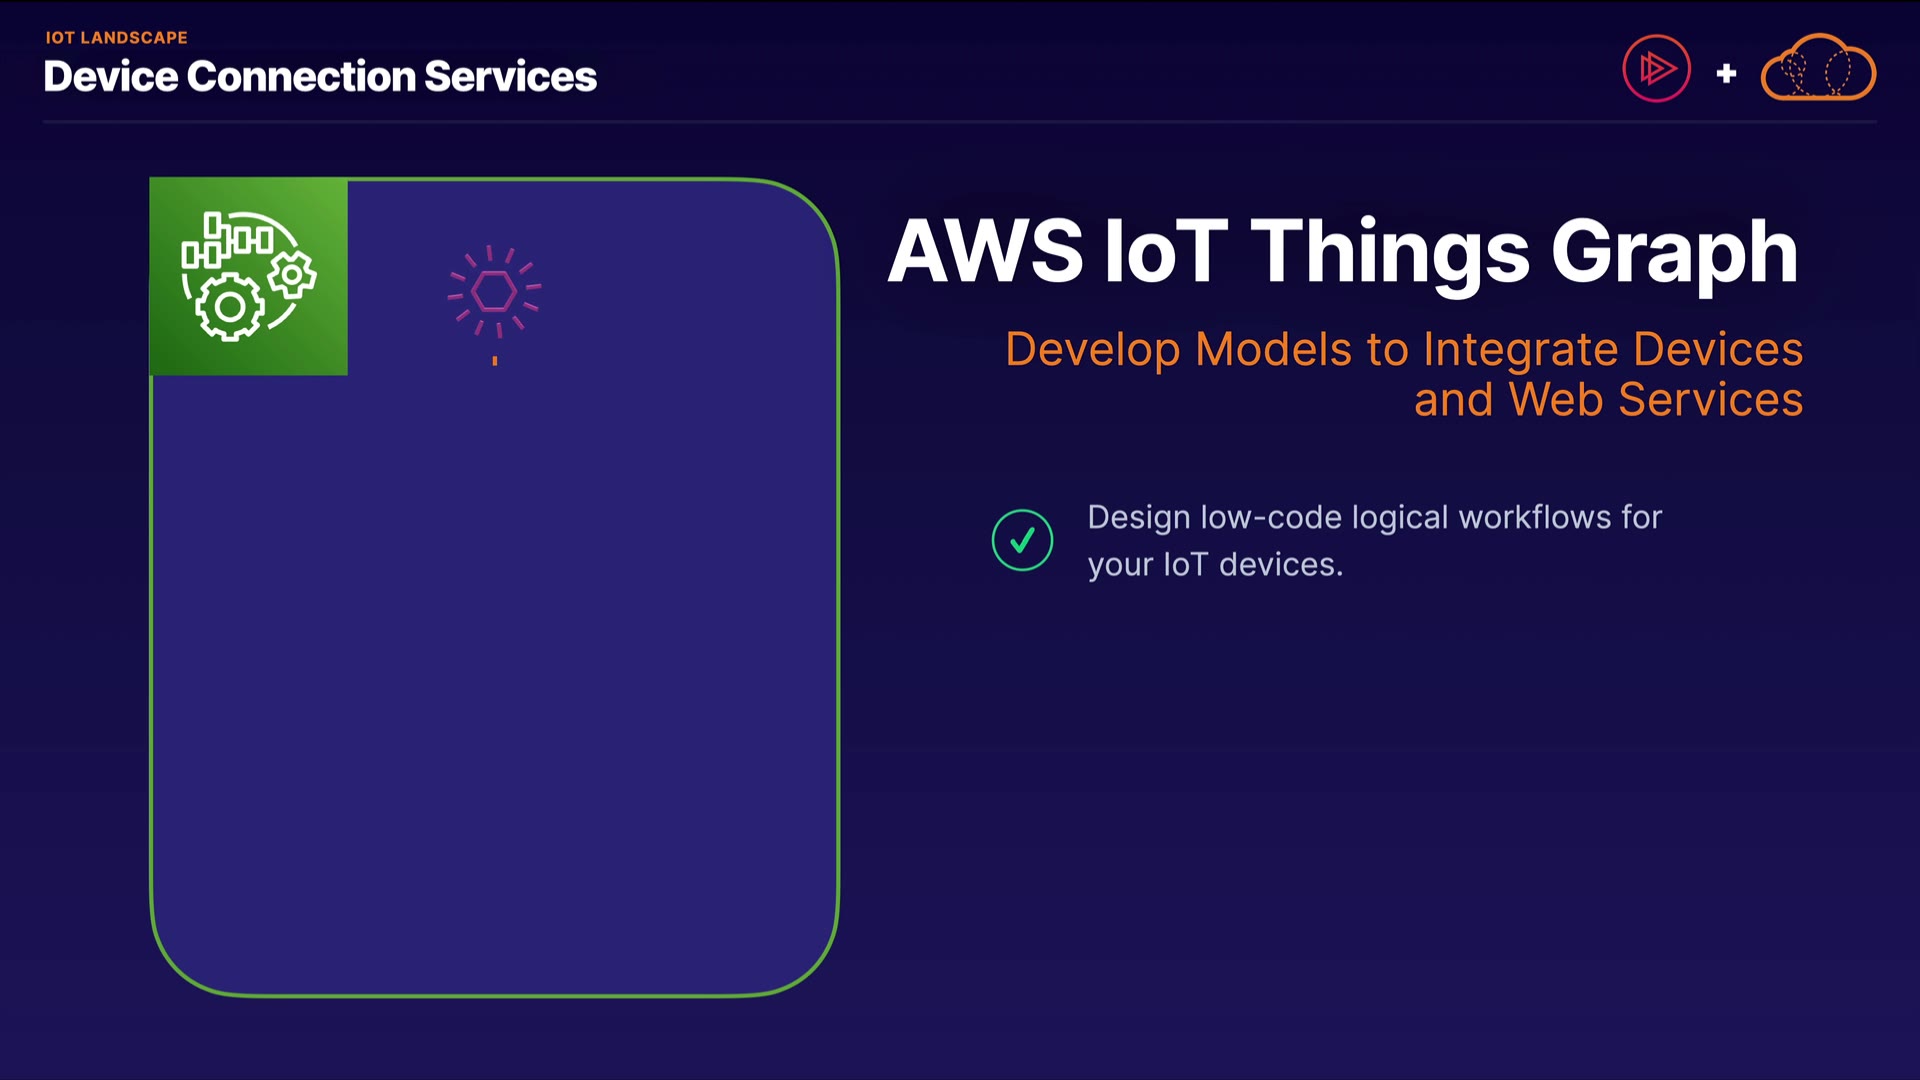 IOT LANDSCAPE
Device Connection Services
+
AWS IoT Things Graph
Develop Models to Integrate Devices
and Web Services
Design low-code logical workflows for
your IoT devices.